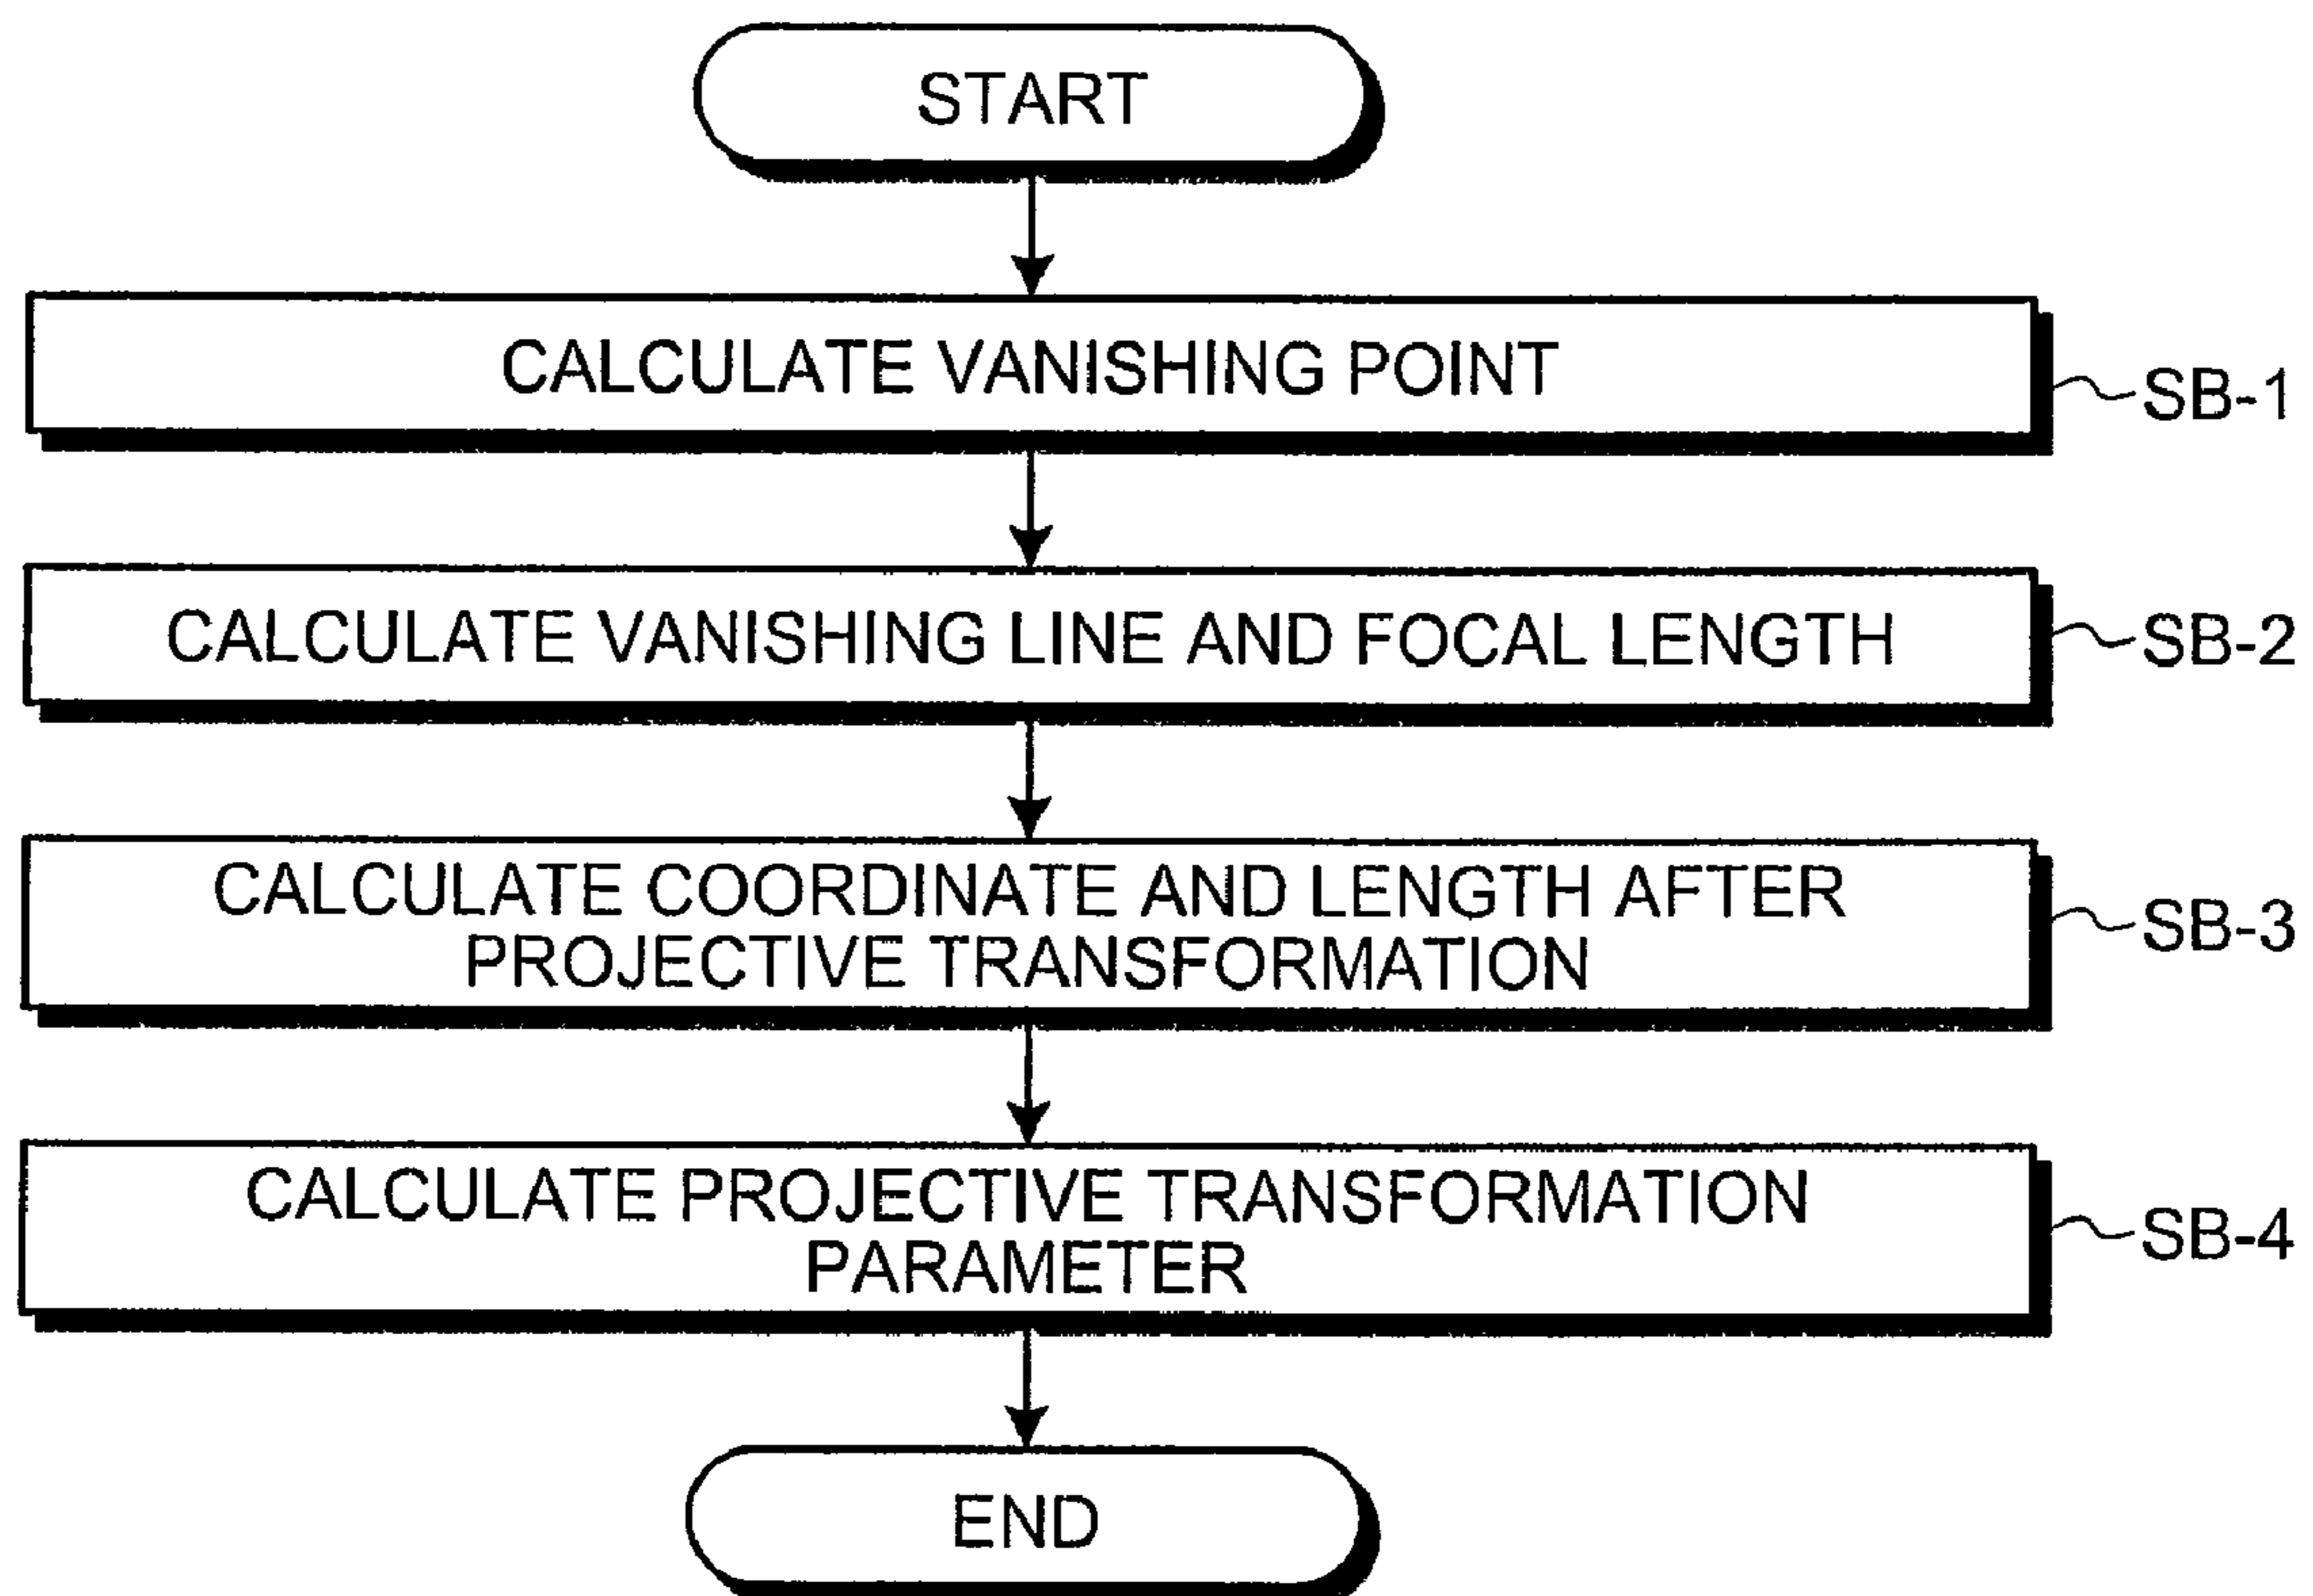 START
CALCULATE VANISHING POINT
SB-1
CALCULATE VANISHING LINE AND FOCAL LENGTH
SB-2
CALCULATE COORDINATE AND LENGTH AFTER
PROJECTIVE TRANSFORMATION
SB-3
CALCULATE PROJECTIVE TRANSFORMATION
PARAMETER
SB-4
END